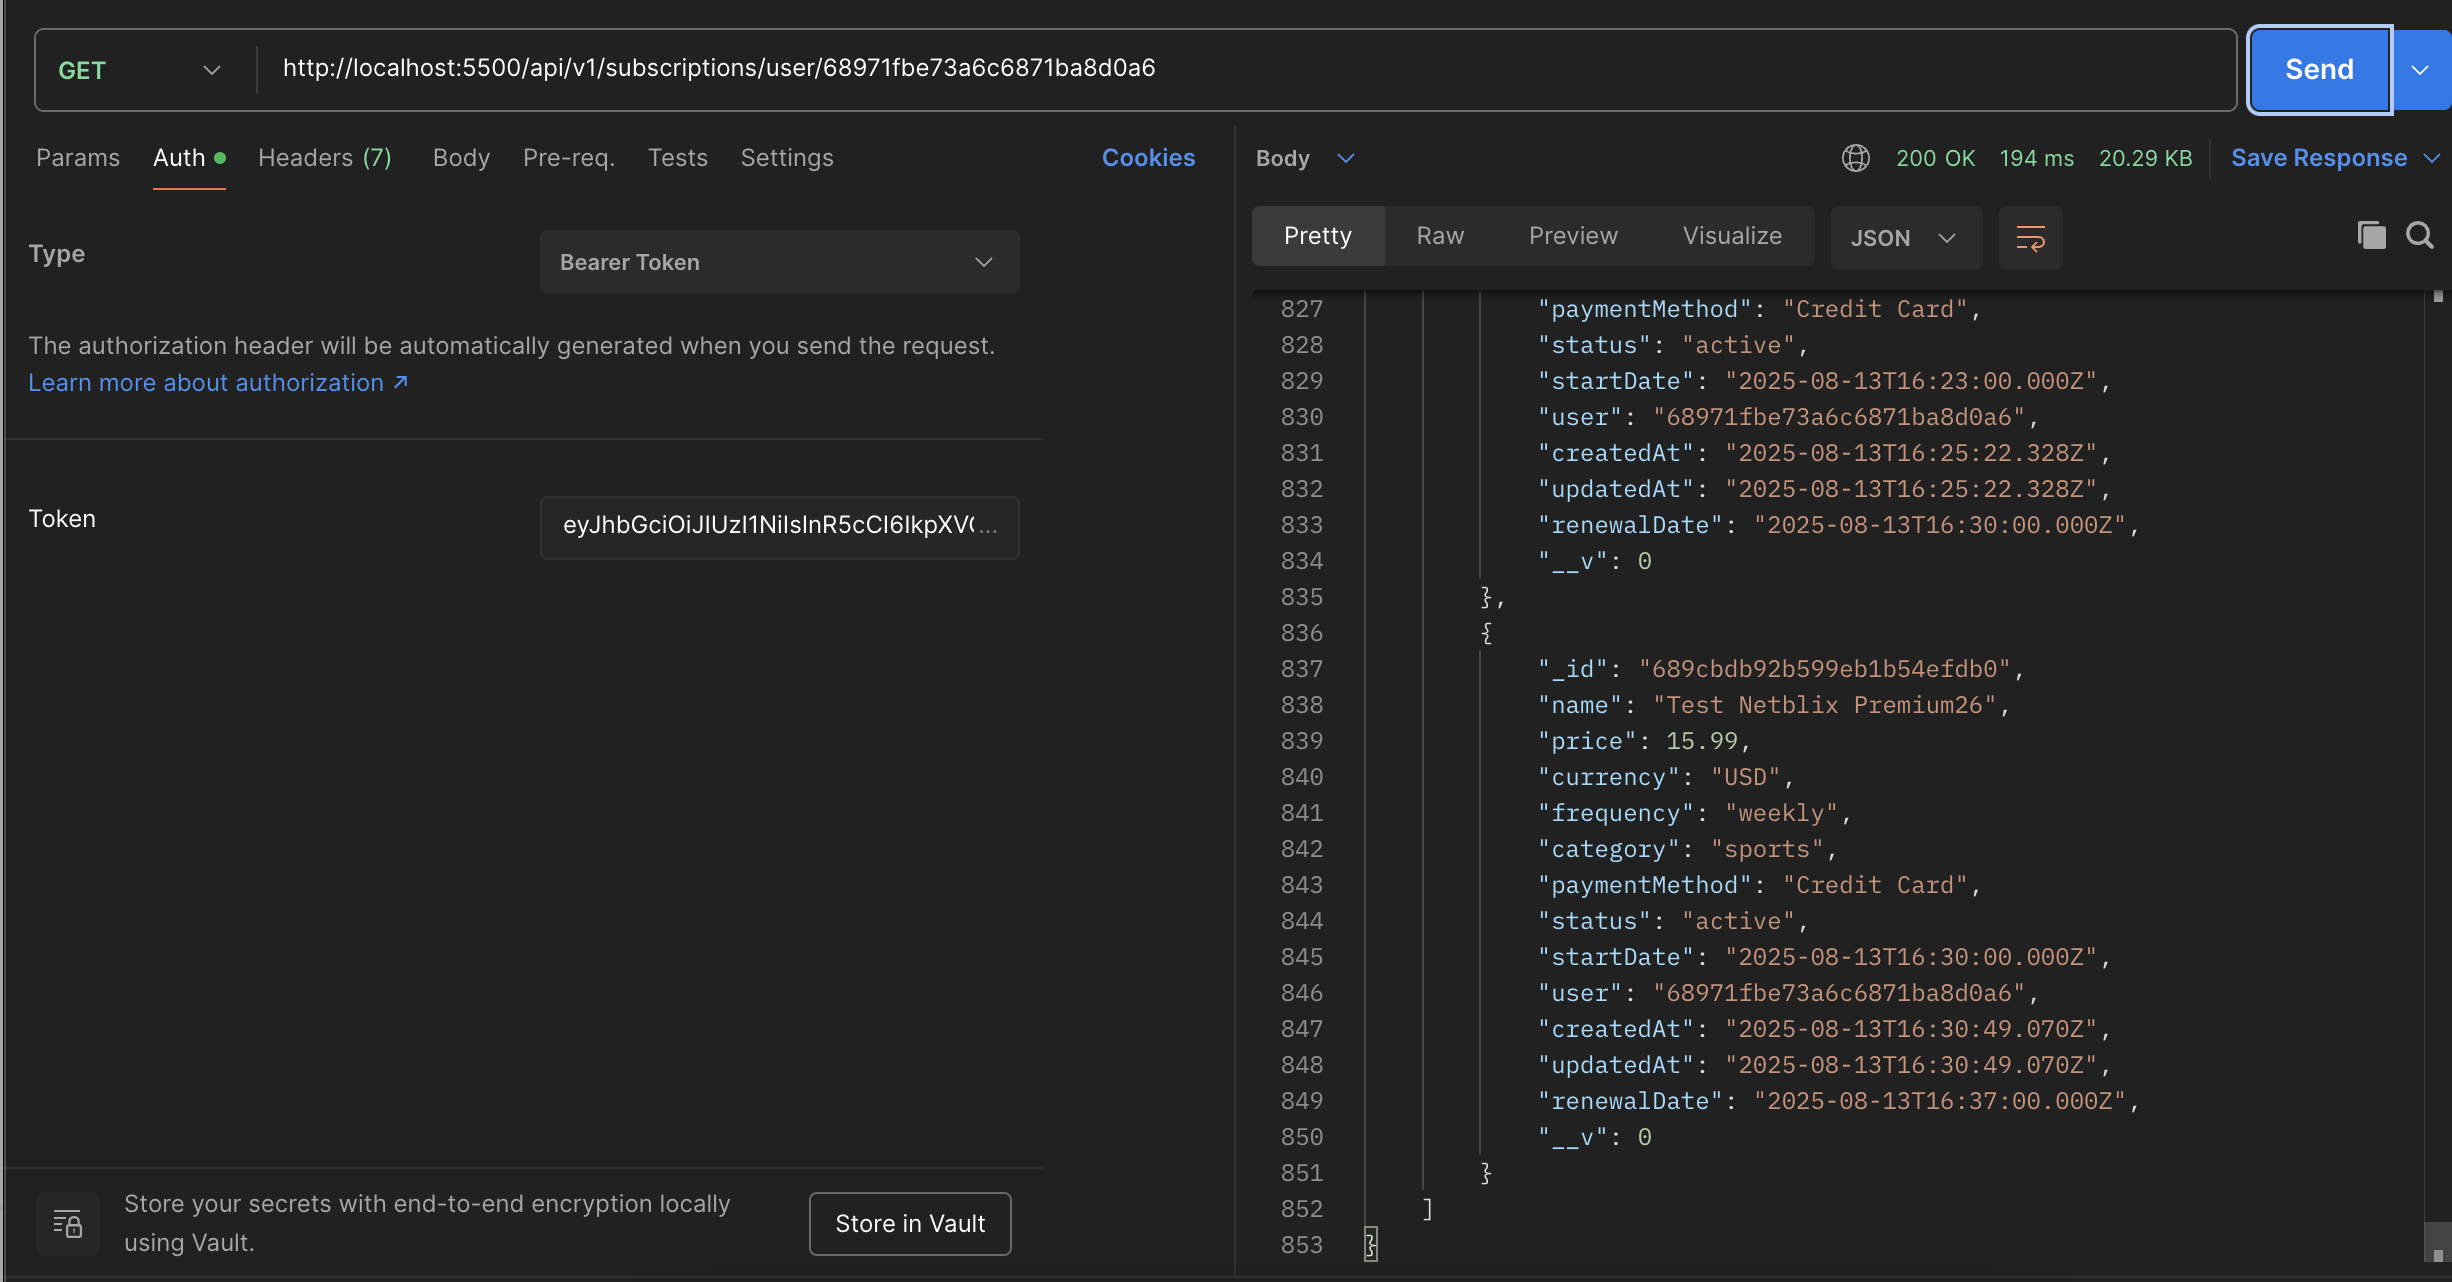 GET
http://localhost:5500/api/v1/subscriptions/user/68971fbe73a6c6871ba8d0a6
Send
Params Auth Headers (7) Body Pre-req. Tests Settings Cookies
Type
Bearer Token
The authorization header will be automatically generated when you send the request.
Learn more about authorization ↗
Token
eyJhbGciOiJIUzI1NiIsInR5cCI6IkpXVC...
Store your secrets with end-to-end encryption locally
using Vault.
Store in Vault
Body 200 OK 194 ms 20.29 KB Save Response
Pretty Raw Preview Visualize JSON
827 "paymentMethod": "Credit Card",
828 "status": "active",
829 "startDate": "2025-08-13T16:23:00.000Z",
830 "user": "68971fbe73a6c6871ba8d0a6",
831 "createdAt": "2025-08-13T16:25:22.328Z",
832 "updatedAt": "2025-08-13T16:25:22.328Z",
833 "renewalDate": "2025-08-13T16:30:00.000Z",
834 "__v": 0
835 },
836 {
837 "_id": "689cbdb92b599eb1b54efdb0",
838 "name": "Test Netblix Premium26",
839 "price": 15.99,
840 "currency": "USD",
841 "frequency": "weekly",
842 "category": "sports",
843 "paymentMethod": "Credit Card",
844 "status": "active",
845 "startDate": "2025-08-13T16:30:00.000Z",
846 "user": "68971fbe73a6c6871ba8d0a6",
847 "createdAt": "2025-08-13T16:30:49.070Z",
848 "updatedAt": "2025-08-13T16:30:49.070Z",
849 "renewalDate": "2025-08-13T16:37:00.000Z",
850 "__v": 0
851 }
852 ]
853 }